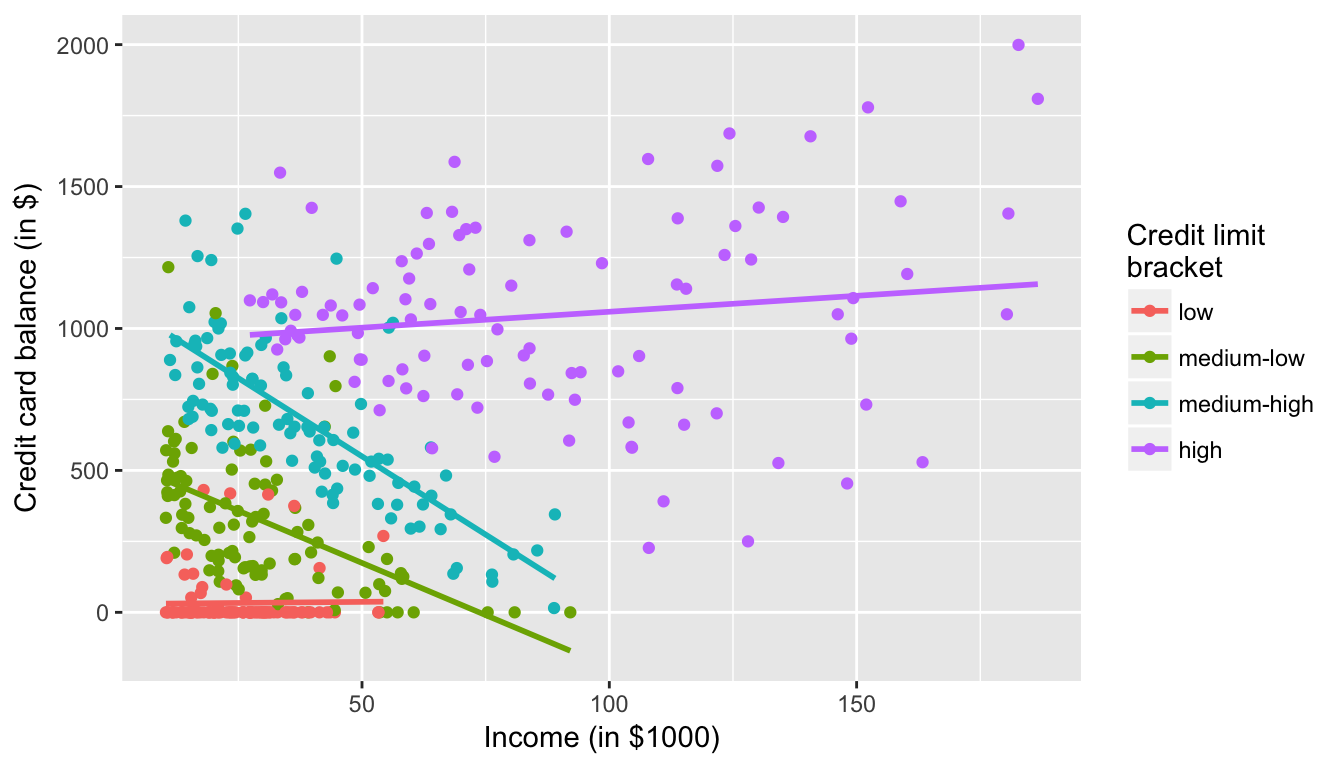 2000
1500
1000
500
0
Credit card balance (in $)
50
100
150
Income (in $1000)
Credit limit
bracket
low
medium-low
medium-high
high